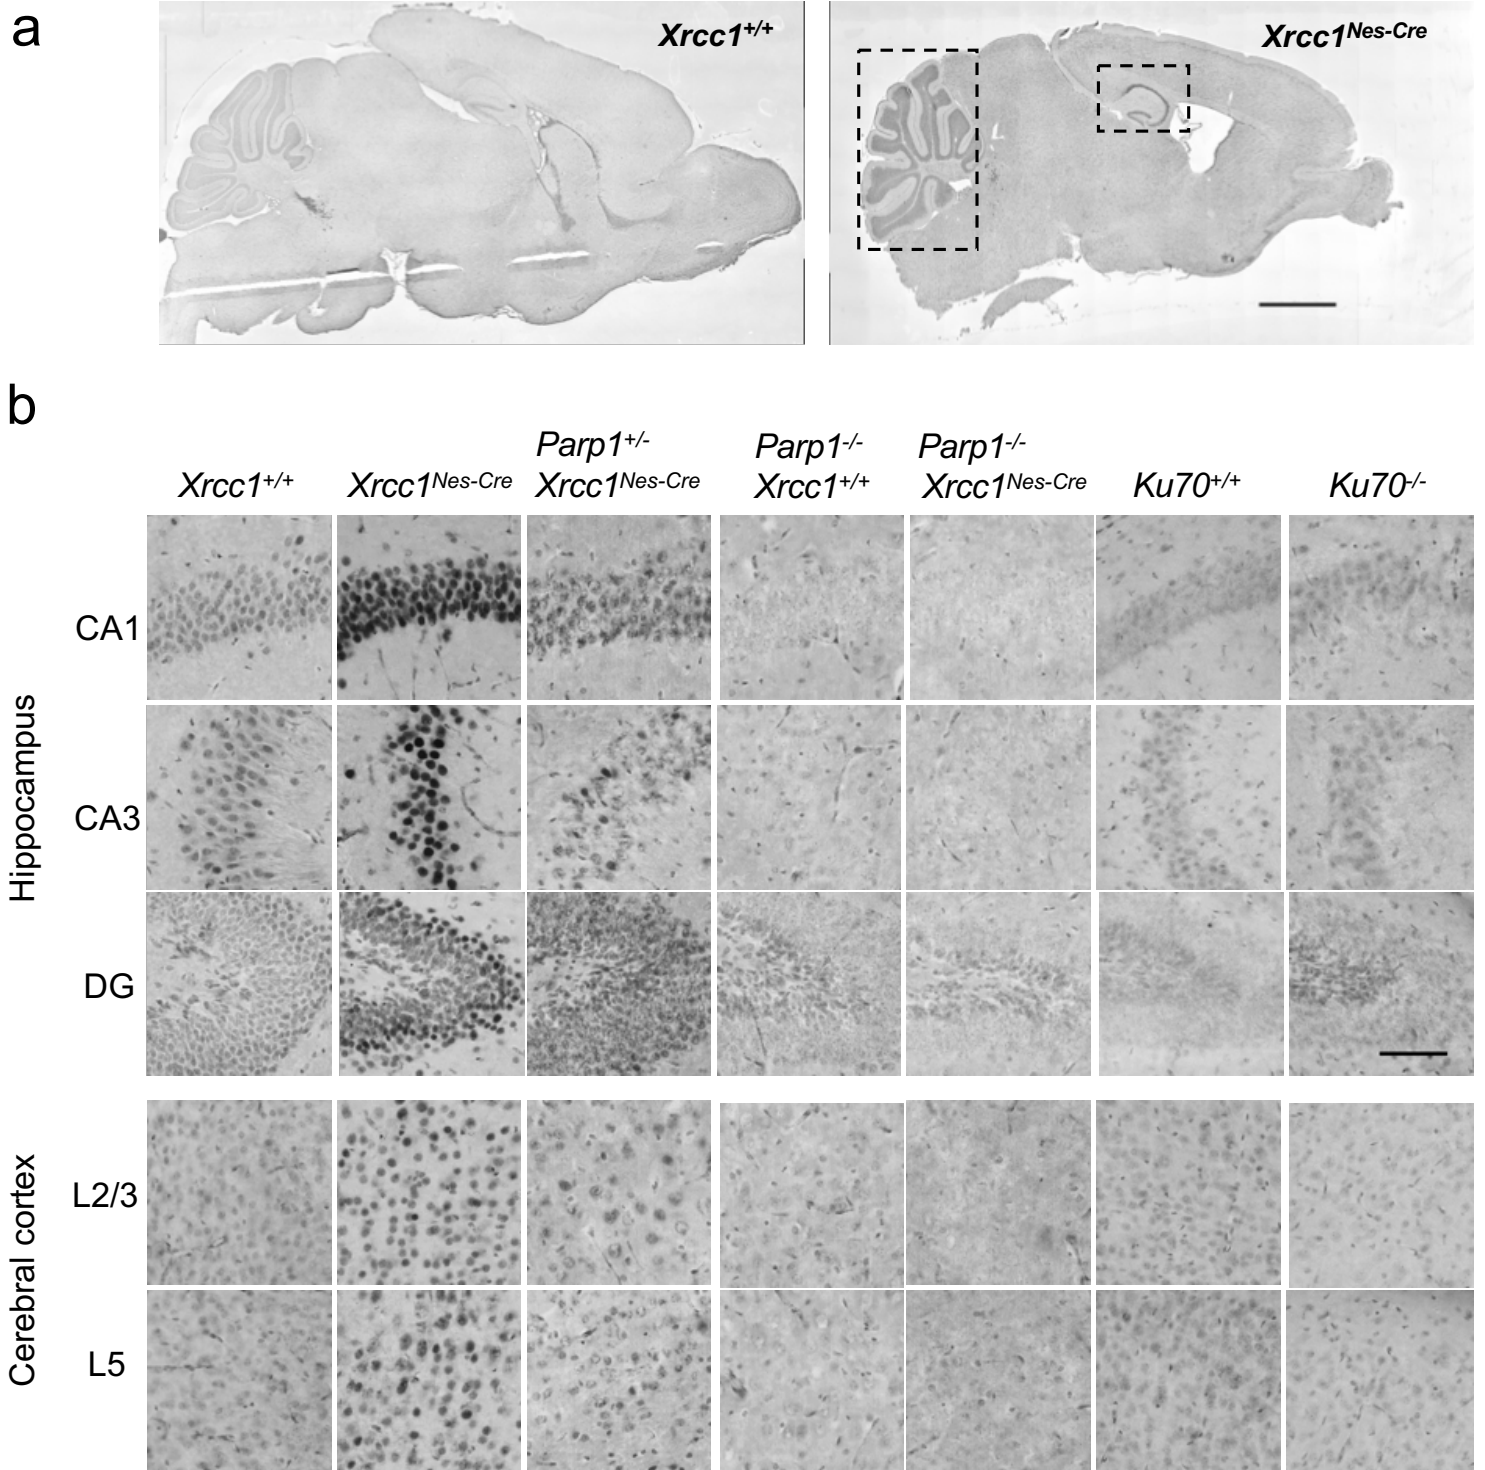 a
Xrcc1+/+
Xrcc1Nes-Cre
b
Parp1+/- Parp1-/- Parp1-/-
Xrcc1+/+ Xrcc1Nes-Cre Xrcc1Nes-Cre Xrcc1+/+ Xrcc1Nes-Cre Ku70+/+ Ku70-/-
Hippocampus
CA1
CA3
DG
Cerebral cortex
L2/3
L5